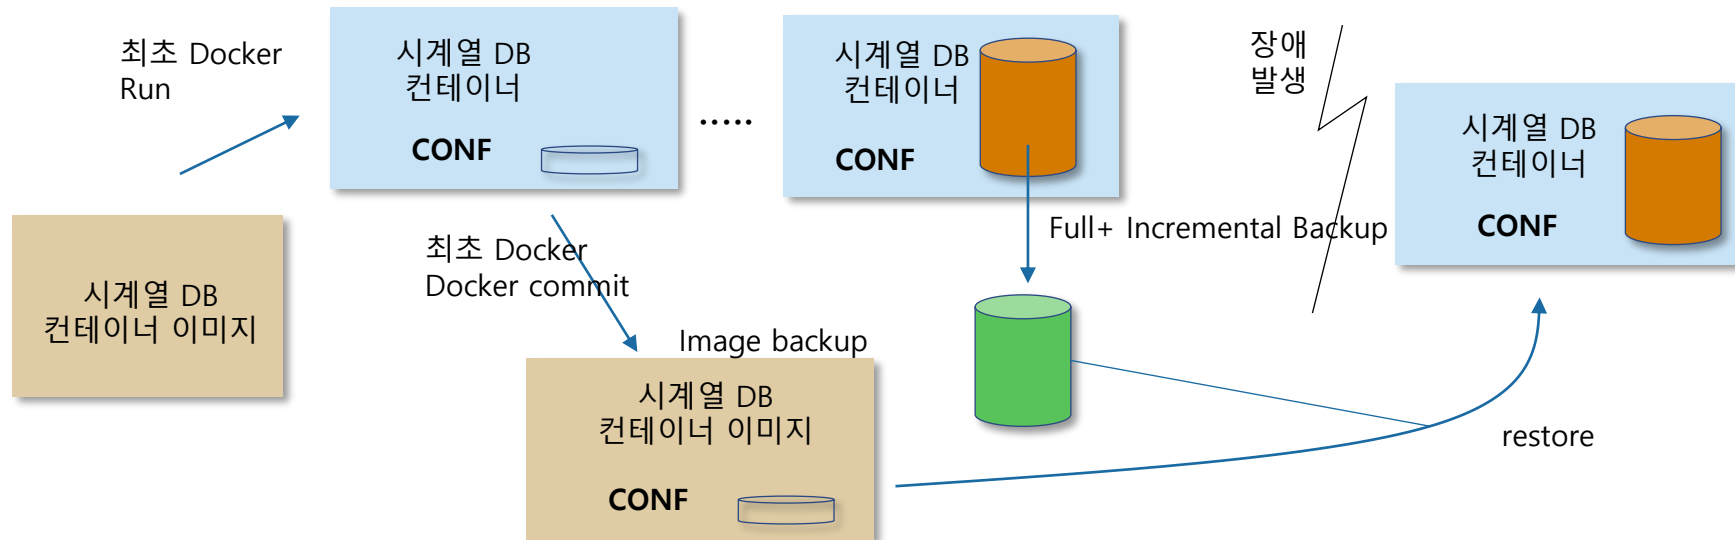 최초 Docker
Run
시계열 DB
컨테이너
CONF
.....
시계열 DB
컨테이너
CONF
장애
발생
시계열 DB
컨테이너
CONF
최초 Docker
Docker commit
Full+ Incremental Backup
시계열 DB
컨테이너 이미지
Image backup
시계열 DB
컨테이너 이미지
CONF
restore